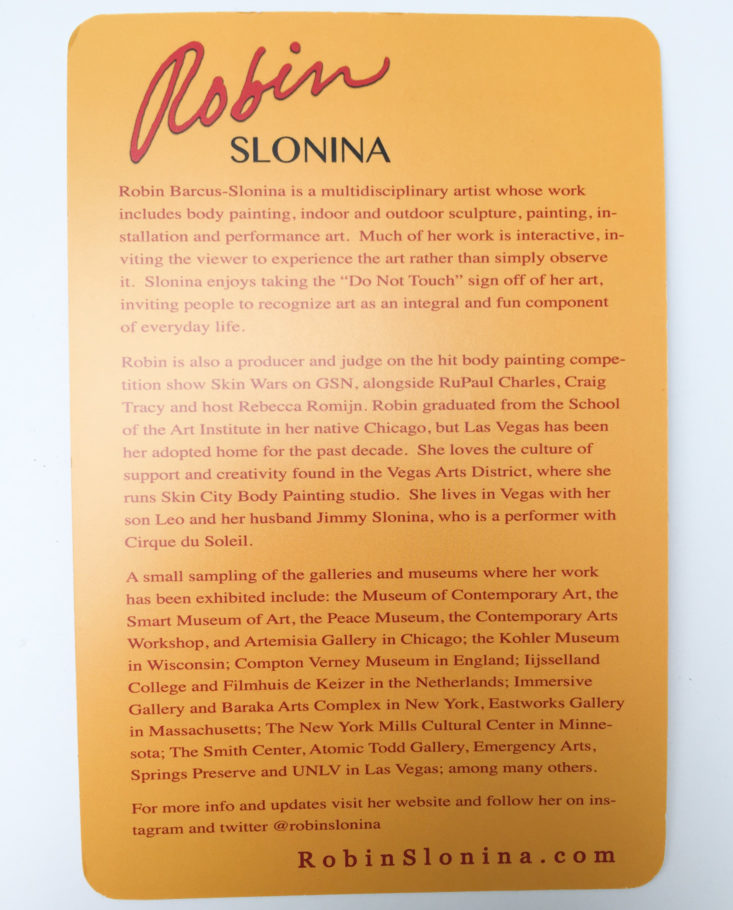 Robin
SLONINA
Robin Barcus-Slonina is a multidisciplinary artist whose work
includes body painting, indoor and outdoor sculpture, painting, in-
stallation and performance art.  Much of her work is interactive, in-
viting the viewer to experience the art rather than simply observe
it.  Slonina enjoys taking the “Do Not Touch” sign off of her art,
inviting people to recognize art as an integral and fun component
of everyday life.
Robin is also a producer and judge on the hit body painting compe-
tition show Skin Wars on GSN, alongside RuPaul Charles, Craig
Tracy and host Rebecca Romijn. Robin graduated from the School
of the Art Institute in her native Chicago, but Las Vegas has been
her adopted home for the past decade.  She loves the culture of
support and creativity found in the Vegas Arts District, where she
runs Skin City Body Painting studio.  She lives in Vegas with her
son Leo and her husband Jimmy Slonina, who is a performer with
Cirque du Soleil.
A small sampling of the galleries and museums where her work
has been exhibited include: the Museum of Contemporary Art, the
Smart Museum of Art, the Peace Museum, the Contemporary Arts
Workshop, and Artemisia Gallery in Chicago; the Kohler Museum
in Wisconsin; Compton Verney Museum in England; Iijsselland
College and Filmhuis de Keizer in the Netherlands; Immersive
Gallery and Baraka Arts Complex in New York, Eastworks Gallery
in Massachusetts; The New York Mills Cultural Center in Minne-
sota; The Smith Center, Atomic Todd Gallery, Emergency Arts,
Springs Preserve and UNLV in Las Vegas; among many others.
For more info and updates visit her website and follow her on ins-
tagram and twitter @robinslonina
RobinSlonina.com